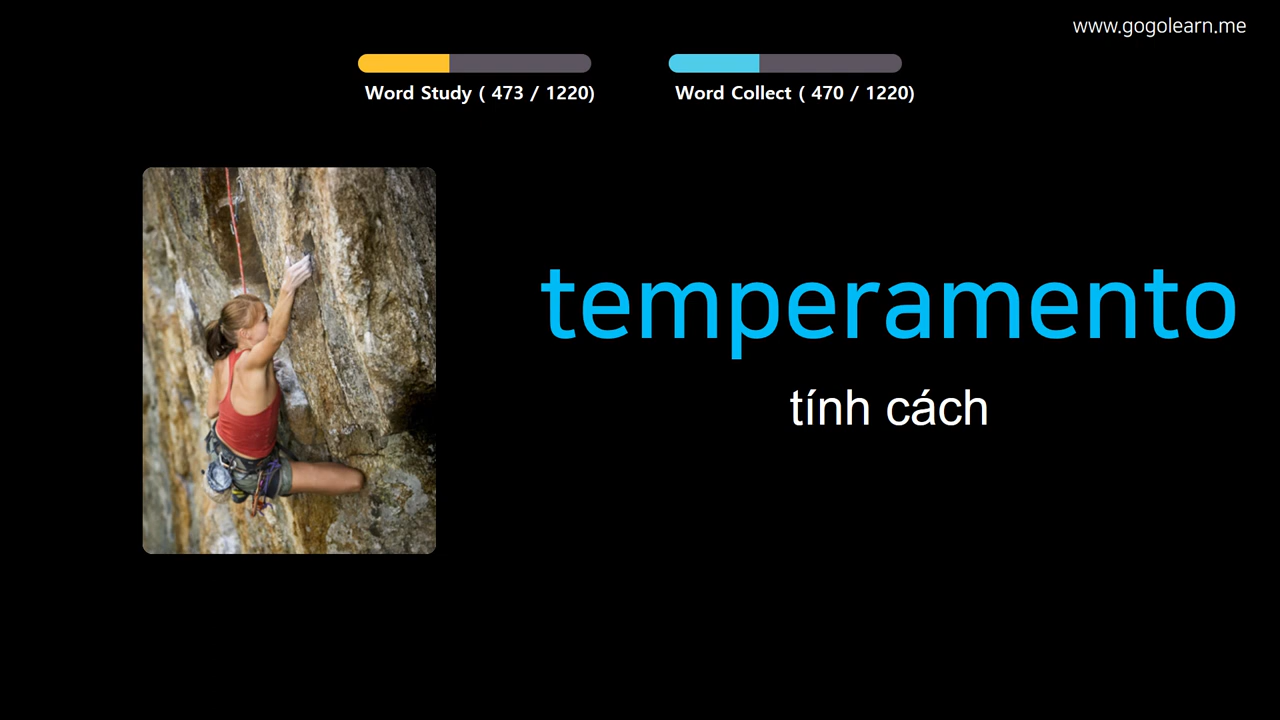 www.gogolearn.me
Word Study ( 473 / 1220)
Word Collect ( 470 / 1220)
temperamento
tính cách